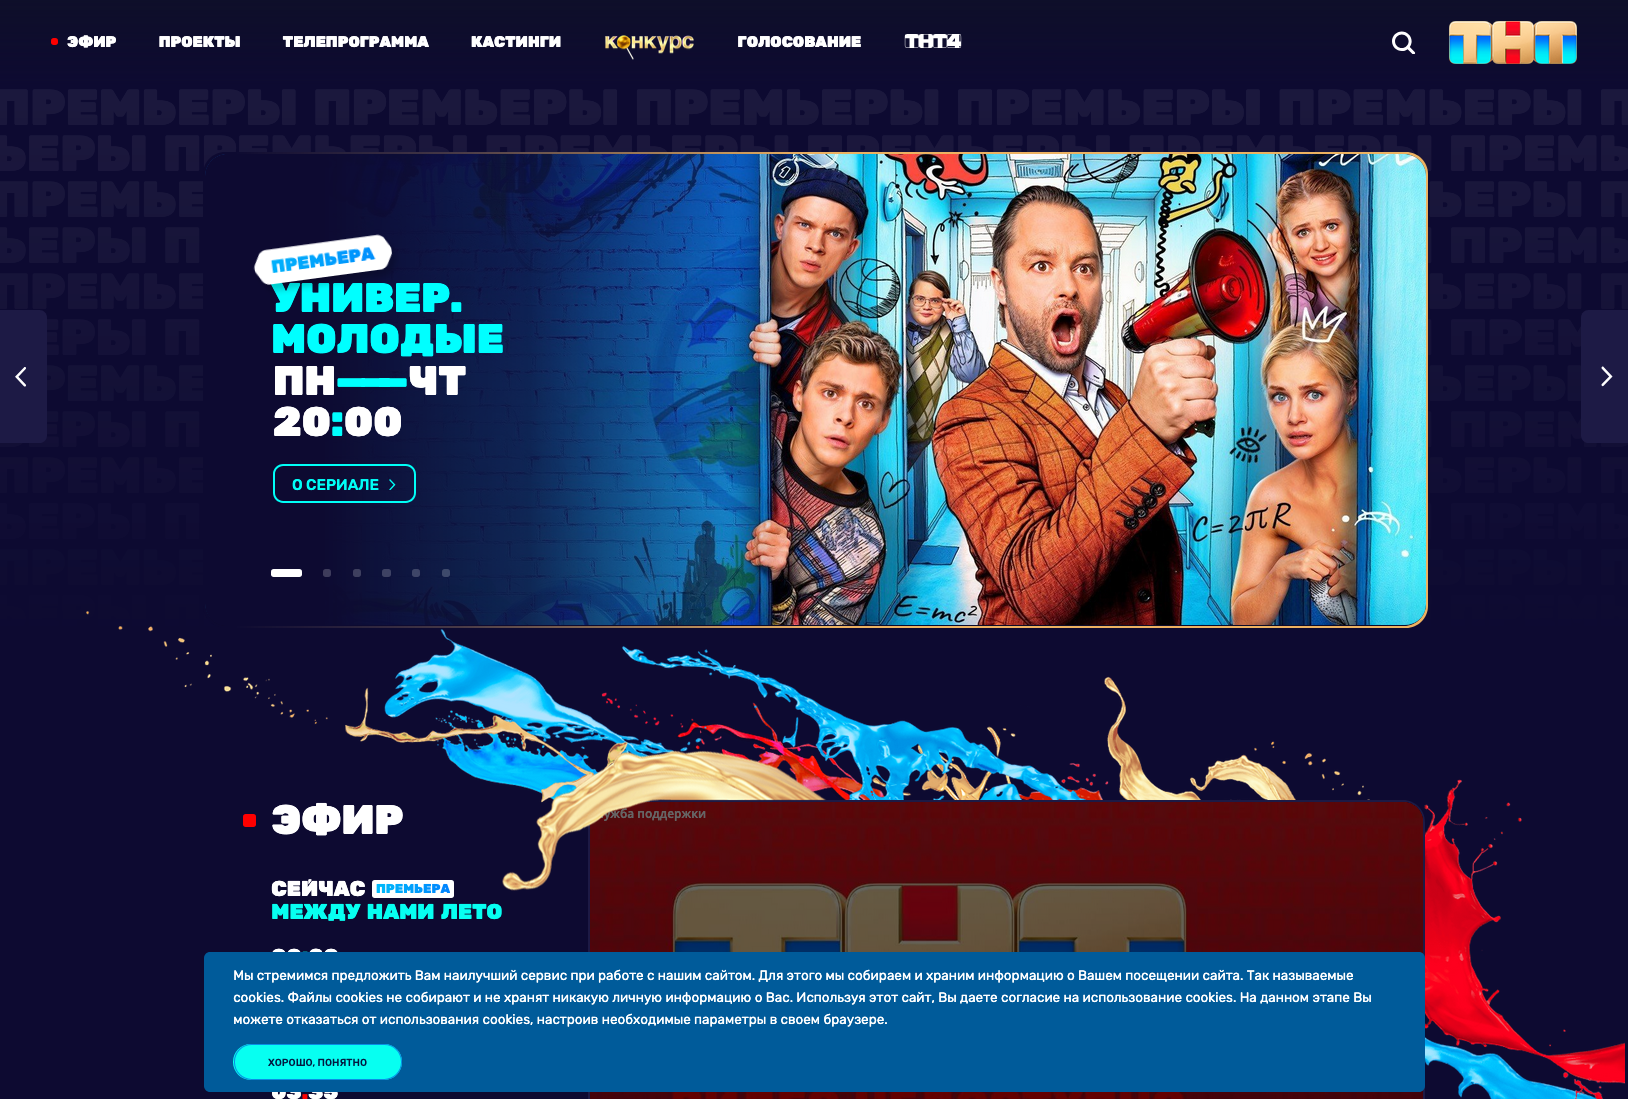 ЭФИР
ПРОЕКТЫ
ТЕЛЕПРОГРАММА
КАСТИНГИ
КОНКУРС
ГОЛОСОВАНИЕ
ТНТ4
ТНТ
ПРЕМЬЕРЫ ПРЕМЬЕРЫ ПРЕМЬЕРЫ ПРЕМЬЕРЫ ПРЕМЬЕРЫ
ПРЕМЬЕРА
УНИВЕР.
МОЛОДЫЕ
ПН—ЧТ
20:00
О СЕРИАЛЕ
C=2πR
E=mc²
ЭФИР
ужба поддержки
СЕЙЧАС ПРЕМЬЕРА
МЕЖДУ НАМИ ЛЕТО
ТНТ
Мы стремимся предложить Вам наилучший сервис при работе с нашим сайтом. Для этого мы собираем и храним информацию о Вашем посещении сайта. Так называемые
cookies. Файлы cookies не собирают и не хранят никакую личную информацию о Вас. Используя этот сайт, Вы даете согласие на использование cookies. На данном этапе Вы
можете отказаться от использования cookies, настроив необходимые параметры в своем браузере.
ХОРОШО, ПОНЯТНО